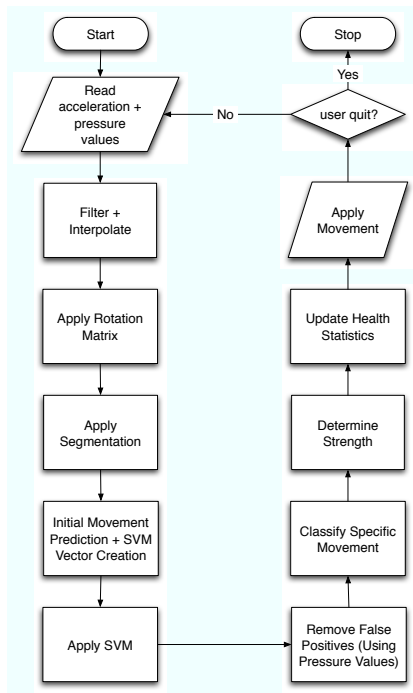 Start
Read
acceleration +
pressure
values
Filter +
Interpolate
Apply Rotation
Matrix
Apply
Segmentation
Initial Movement
Prediction + SVM
Vector Creation
Apply SVM
Remove False
Positives (Using
Pressure Values)
Classify Specific
Movement
Determine
Strength
Update Health
Statistics
Apply
Movement
user quit?
No
Yes
Stop